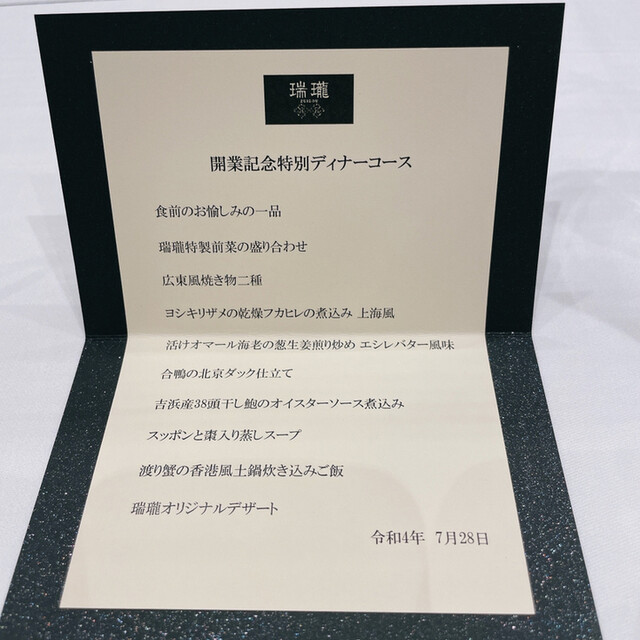 瑞瓏
開業記念特別ディナーコース
食前のお愉しみの一品
瑞瓏特製前菜の盛り合わせ
広東風焼き物二種
ヨシキリザメの乾燥フカヒレの煮込み 上海風
活けオマール海老の葱生姜煎り炒め エシレバター風味
合鴨の北京ダック仕立て
吉浜産38頭干し鮑のオイスターソース煮込み
スッポンと棗入り蒸しスープ
渡り蟹の香港風土鍋炊き込みご飯
瑞瓏オリジナルデザート
令和4年 7月28日